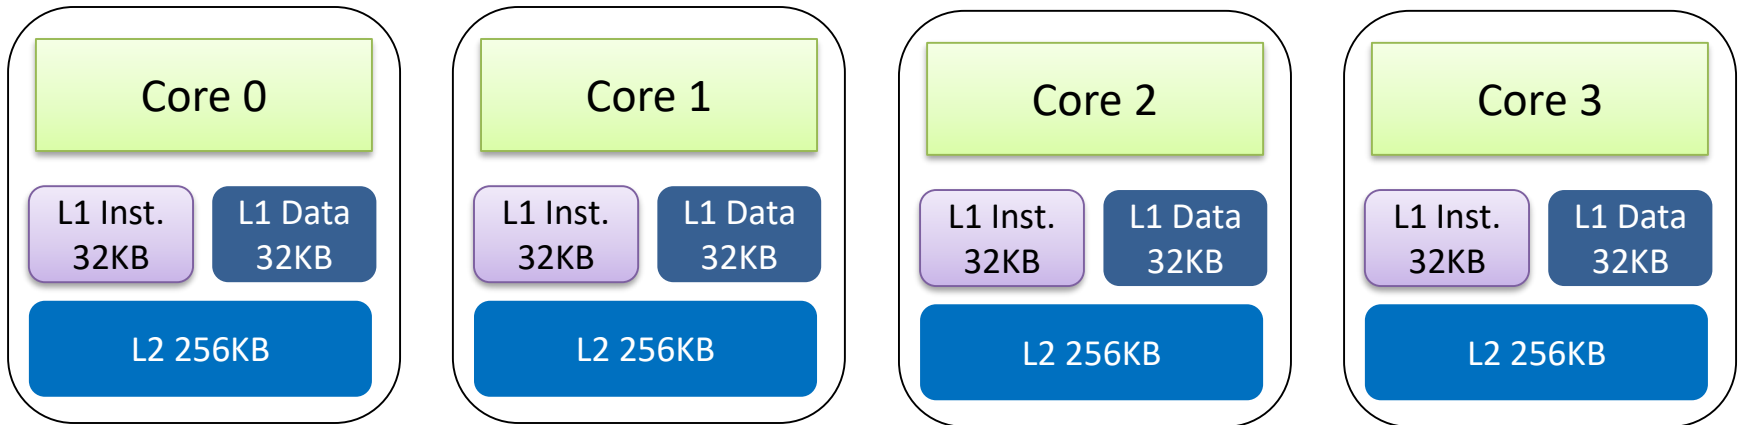 Core 0
L1 Inst.
32KB
L1 Data
32KB
L2 256KB
Core 1
L1 Inst.
32KB
L1 Data
32KB
L2 256KB
Core 2
L1 Inst.
32KB
L1 Data
32KB
L2 256KB
Core 3
L1 Inst.
32KB
L1 Data
32KB
L2 256KB